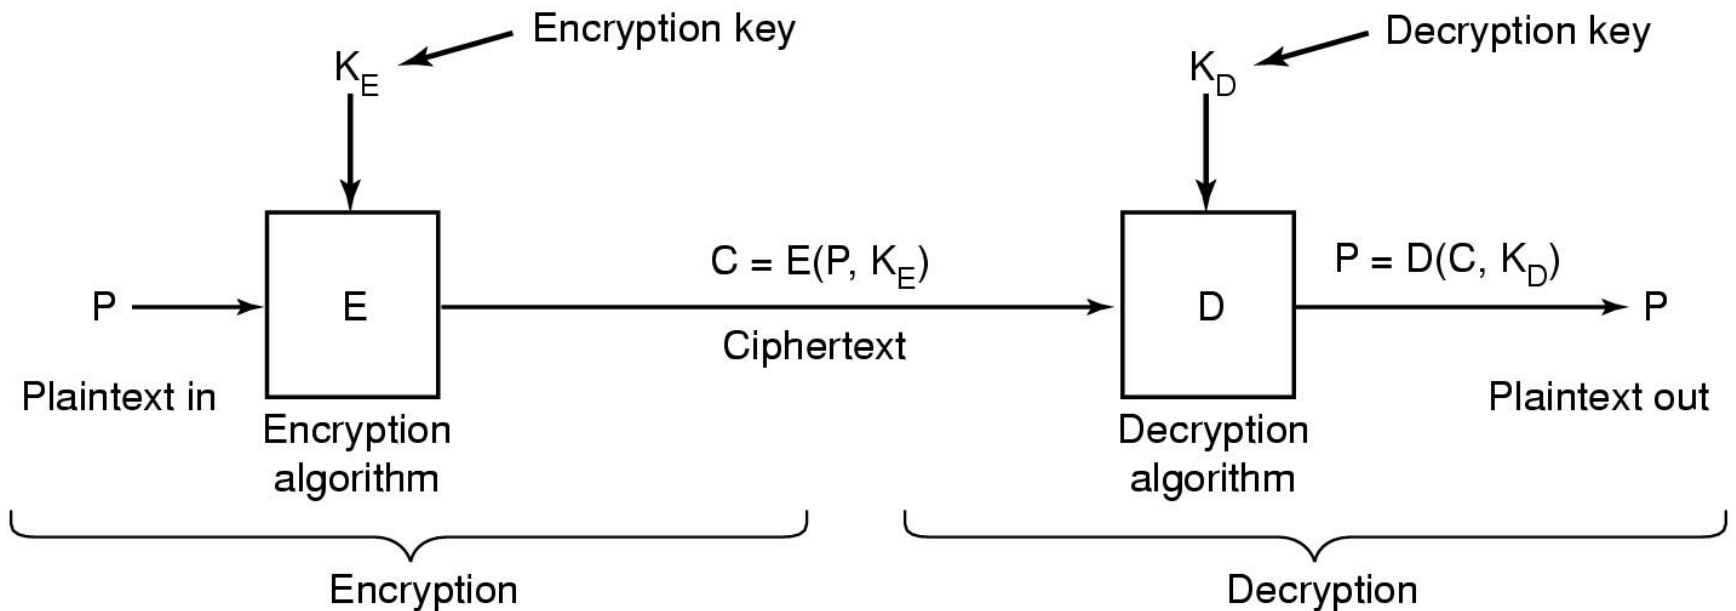 Encryption key
K_E
Decryption key
K_D
C = E(P, K_E)
P = D(C, K_D)
P
E
D
P
Ciphertext
Plaintext in
Plaintext out
Encryption
algorithm
Decryption
algorithm
Encryption
Decryption